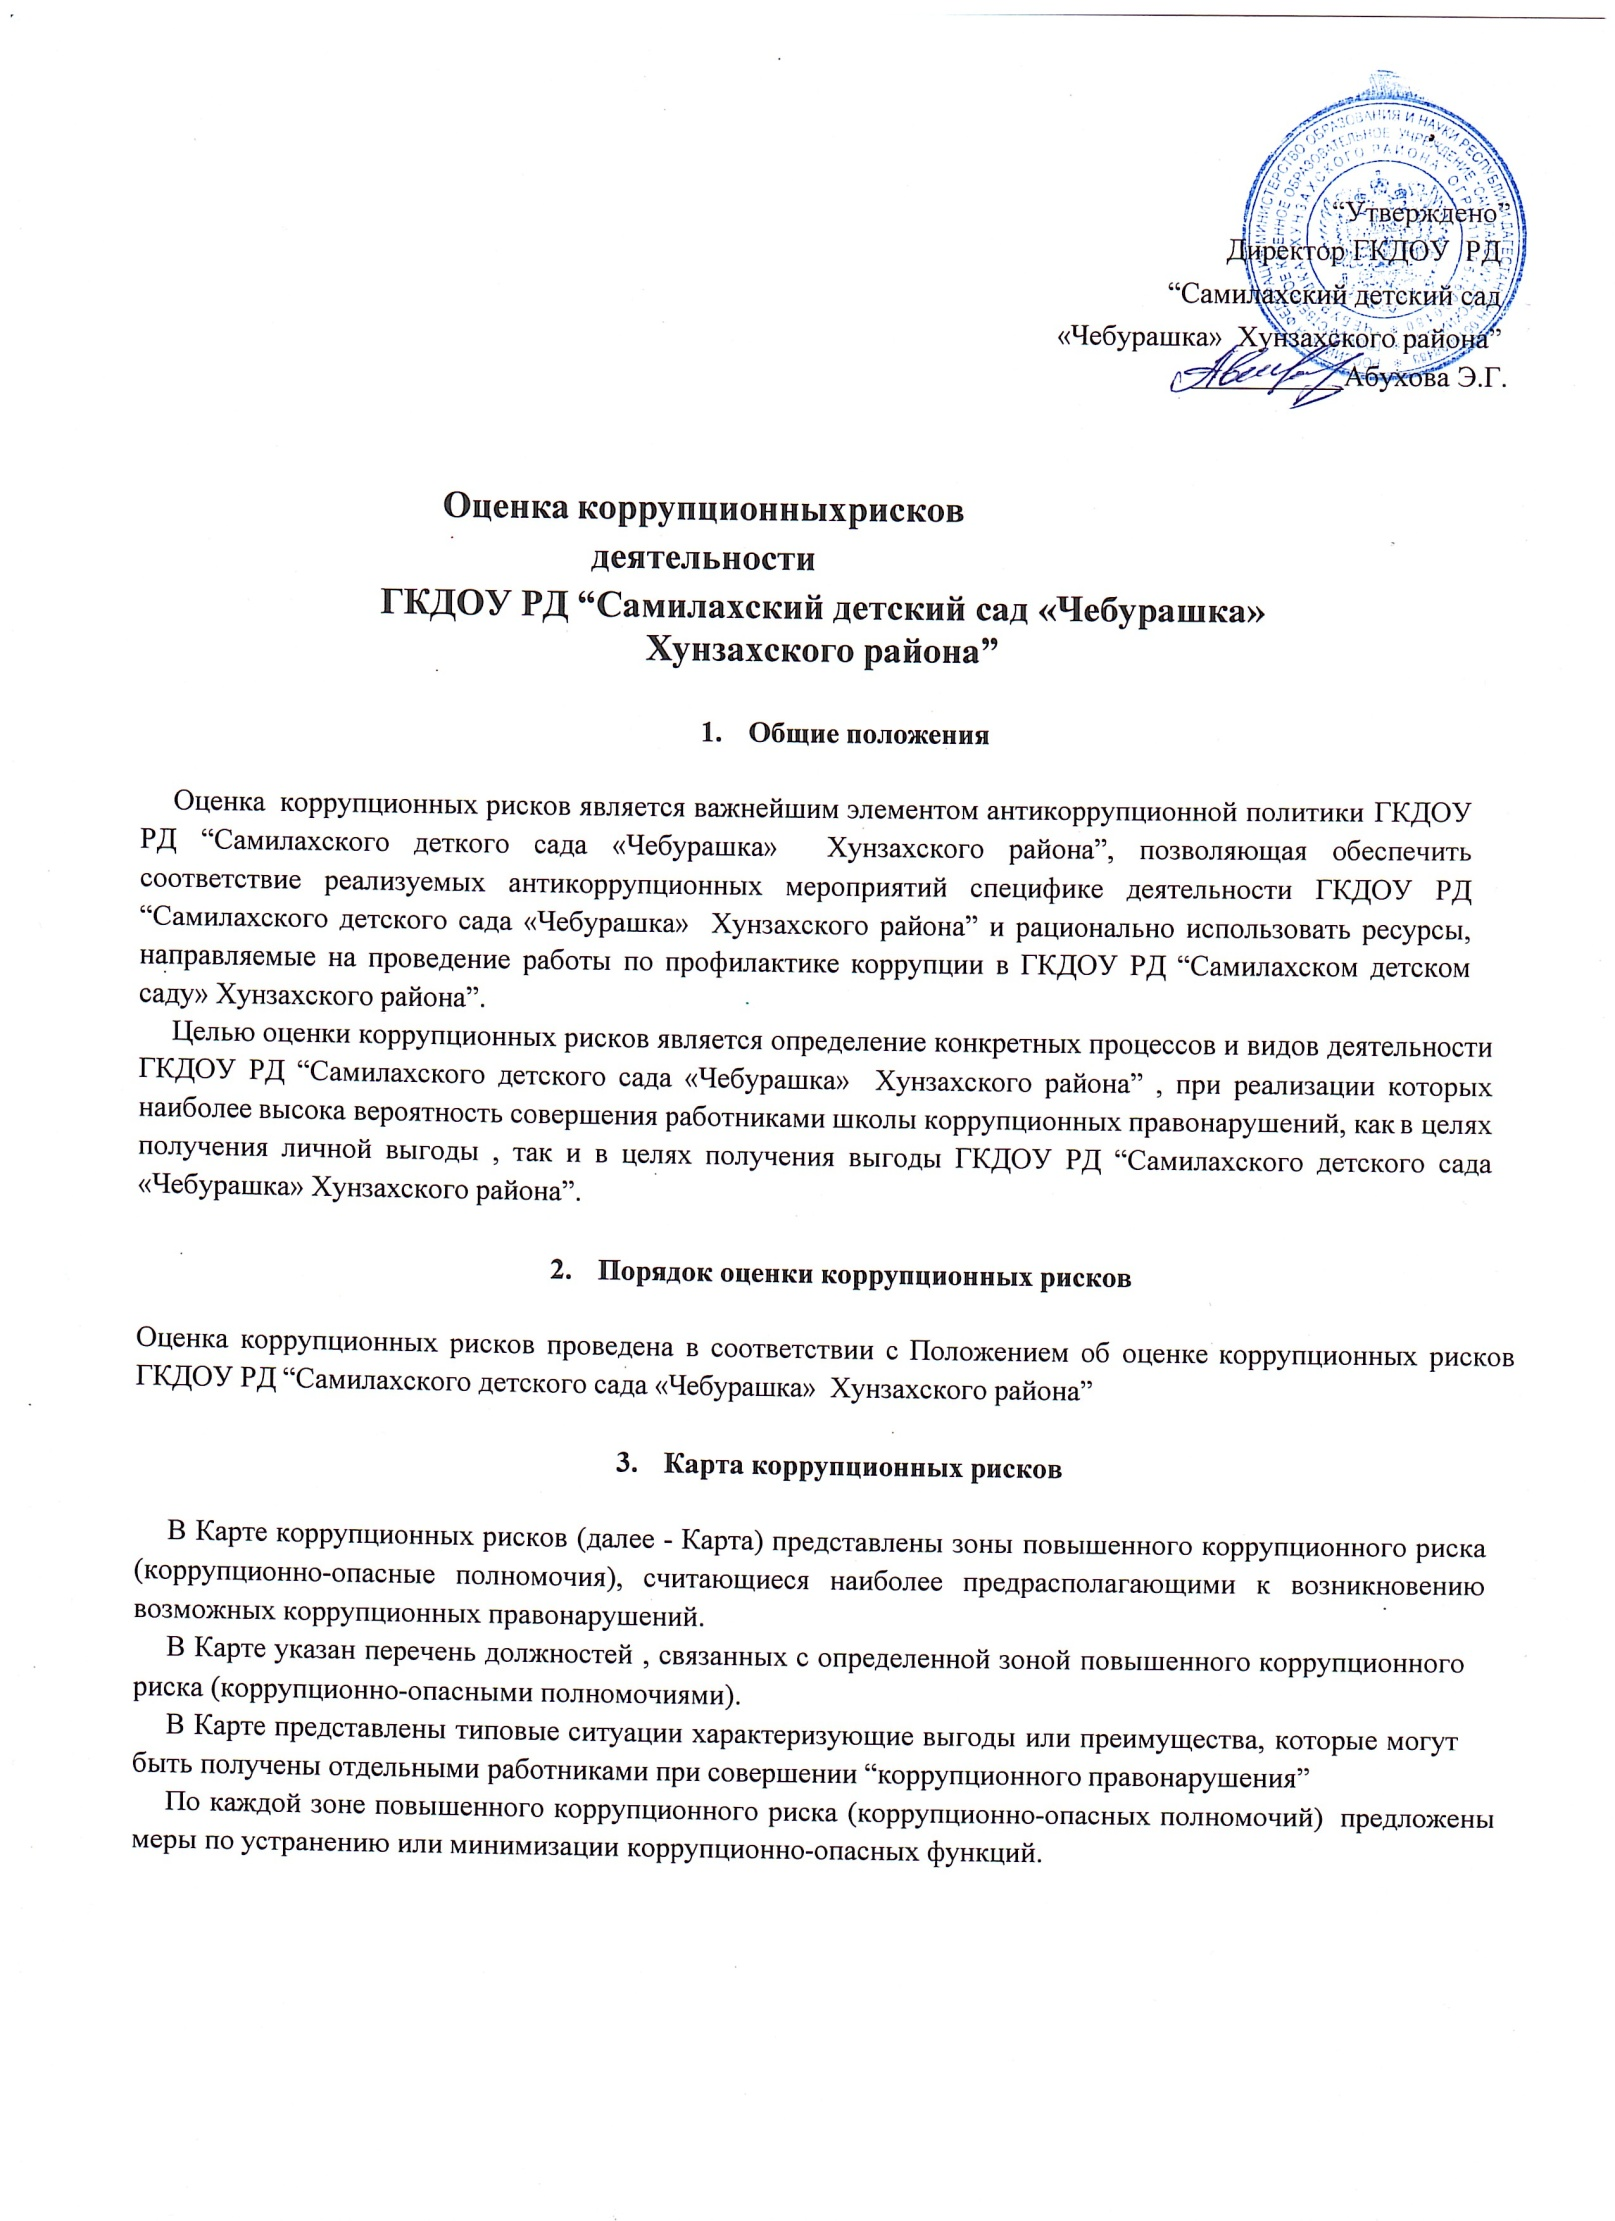 “Утверждено”
Директор ГКДОУ РД
“Самилахский детский сад
«Чебурашка» Хунзахского района”
Абухова Э.Г.
Оценка коррупционныхрисков
деятельности
ГКДОУ РД “Самилахский детский сад «Чебурашка»
Хунзахского района”
1. Общие положения
Оценка коррупционных рисков является важнейшим элементом антикоррупционной политики ГКДОУ
РД “Самилахского деткого сада «Чебурашка» Хунзахского района”, позволяющая обеспечить
соответствие реализуемых антикоррупционных мероприятий специфике деятельности ГКДОУ РД
“Самилахского детского сада «Чебурашка» Хунзахского района” и рационально использовать ресурсы,
направляемые на проведение работы по профилактике коррупции в ГКДОУ РД “Самилахском детском
саду» Хунзахского района”.
Целью оценки коррупционных рисков является определение конкретных процессов и видов деятельности
ГКДОУ РД “Самилахского детского сада «Чебурашка» Хунзахского района” , при реализации которых
наиболее высока вероятность совершения работниками школы коррупционных правонарушений, как в целях
получения личной выгоды , так и в целях получения выгоды ГКДОУ РД “Самилахского детского сада
«Чебурашка» Хунзахского района”.
2. Порядок оценки коррупционных рисков
Оценка коррупционных рисков проведена в соответствии с Положением об оценке коррупционных рисков
ГКДОУ РД “Самилахского детского сада «Чебурашка» Хунзахского района”
3. Карта коррупционных рисков
В Карте коррупционных рисков (далее - Карта) представлены зоны повышенного коррупционного риска
(коррупционно-опасные полномочия), считающиеся наиболее предрасполагающими к возникновению
возможных коррупционных правонарушений.
В Карте указан перечень должностей , связанных с определенной зоной повышенного коррупционного
риска (коррупционно-опасными полномочиями).
В Карте представлены типовые ситуации характеризующие выгоды или преимущества, которые могут
быть получены отдельными работниками при совершении “коррупционного правонарушения”
По каждой зоне повышенного коррупционного риска (коррупционно-опасных полномочий) предложены
меры по устранению или минимизации коррупционно-опасных функций.